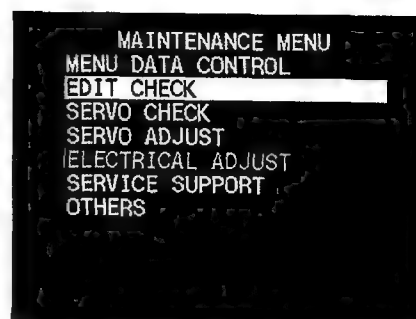 MAINTENANCE MENU
MENU DATA CONTROL
EDIT CHECK
SERVO CHECK
SERVO ADJUST
ELECTRICAL ADJUST
SERVICE SUPPORT
OTHERS